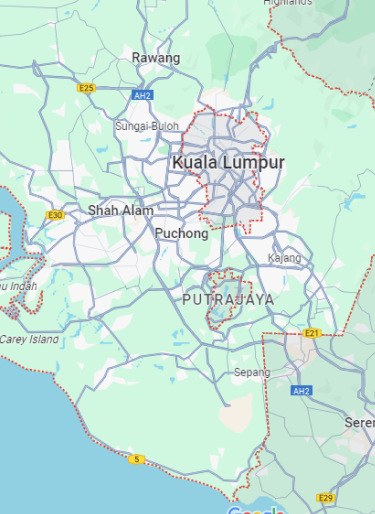 Highlands
Rawang
E25
AH2
Sungai-Buloh
Kuala Lumpur
Shah Alam
E30
Puchong
Kajang
Indah
PUTRAJAYA
Carey Island
E21
Sepang
AH2
Serem
5
E29
Google